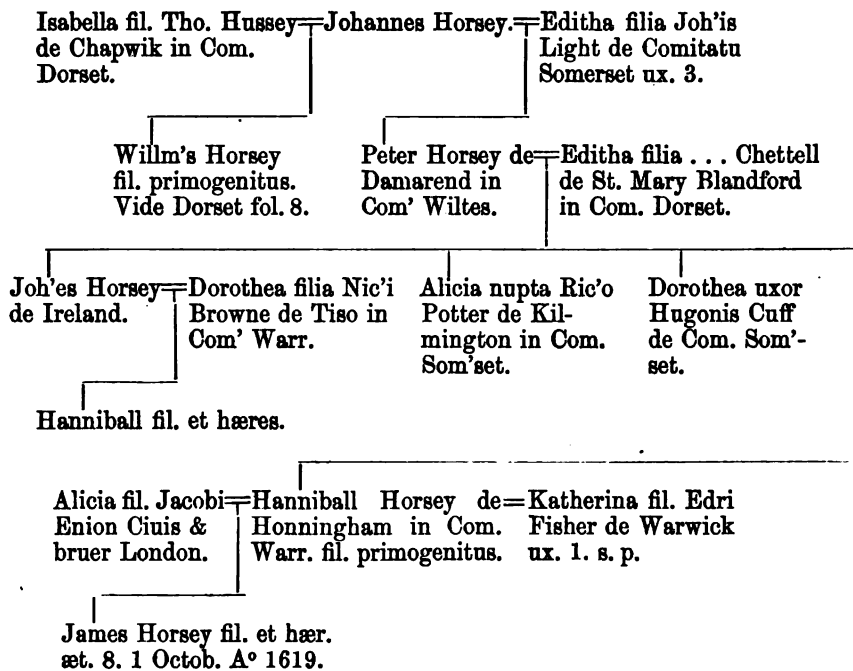 Isabella fil. Tho. Hussey
de Chapwik in Com.
Dorset.
Johannes Horsey.
Editha filia Joh'is
Light de Comitatu
Somerset ux. 3.
Willm's Horsey
fil. primogenitus.
Vide Dorset fol. 8.
Peter Horsey de
Damarend in
Com' Wiltes.
Editha filia . . . Chettell
de St. Mary Blandford
in Com. Dorset.
Joh'es Horsey
de Ireland.
Dorothea filia Nic'i
Browne de Tiso in
Com' Warr.
Alicia nupta Ric'o
Potter de Kil-
mington in Com.
Som'set.
Dorothea uxor
Hugonis Cuff
de Com. Som'-
set.
Hanniball fil. et hæres.
Alicia fil. Jacobi
Enion Ciuis &
bruer London.
Hanniball Horsey de
Honningham in Com.
Warr. fil. primogenitus.
Katherina fil. Edri
Fisher de Warwick
ux. 1. s. p.
James Horsey fil. et hær.
æt. 8. 1 Octob. Aº 1619.